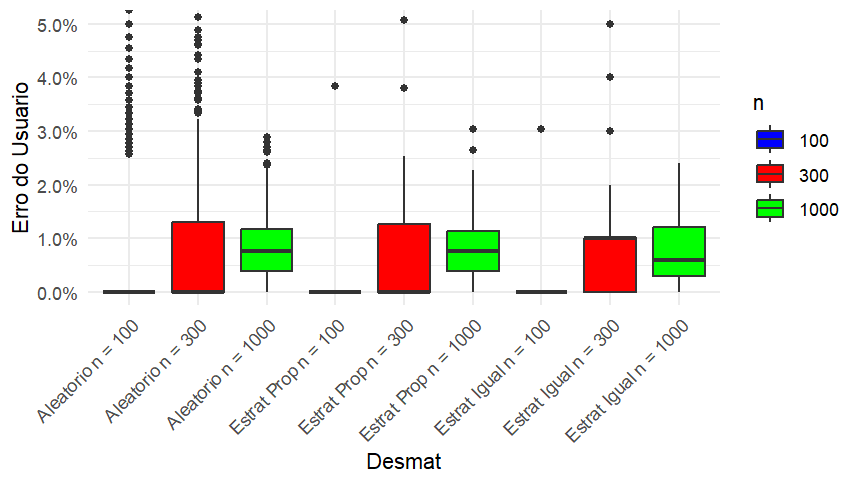 5.0%
4.0%
3.0%
2.0%
1.0%
0.0%
Erro do Usuario
Aleatorio n = 100
Aleatorio n = 300
Aleatorio n = 1000
Estrat Prop n = 100
Estrat Prop n = 300
Estrat Prop n = 1000
Estrat Igual n = 100
Estrat Igual n = 300
Estrat Igual n = 1000
Desmat
n
100
300
1000